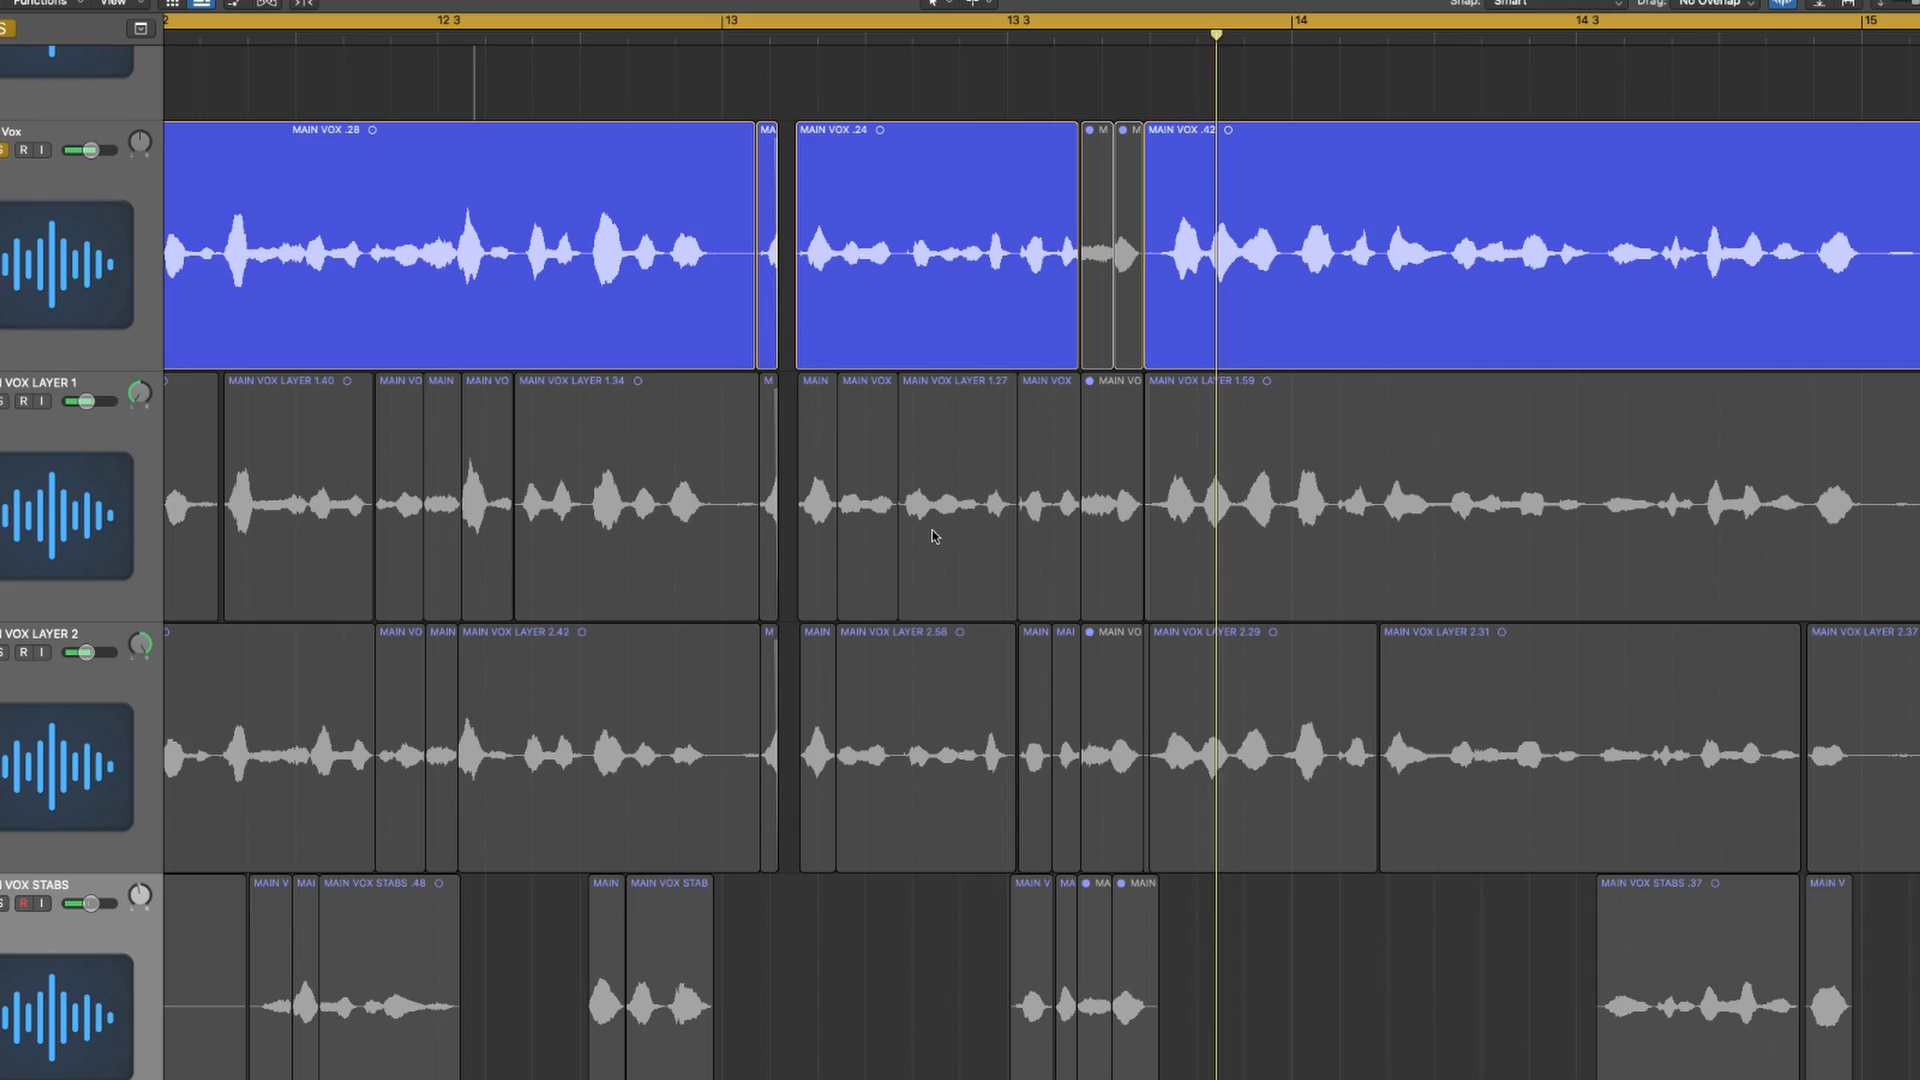 Functions View Snap: Smart Drag: No Overlap
S 2 12 3 13 13 3 14 14 3 15
Vox MAIN VOX .28 MA MAIN VOX .24 M M MAIN VOX .42
S R I
VOX LAYER 1 MAIN VOX LAYER 1.40 MAIN VO MAIN MAIN VO MAIN VOX LAYER 1.34 M MAIN MAIN VOX MAIN VOX LAYER 1.27 MAIN VOX MAIN VO MAIN VOX LAYER 1.59
S R I
VOX LAYER 2 MAIN VO MAIN MAIN VOX LAYER 2.42 M MAIN MAIN VOX LAYER 2.58 MAIN MAI MAIN VO MAIN VOX LAYER 2.29 MAIN VOX LAYER 2.31 MAIN VOX LAYER 2.37
S R I
VOX STABS MAIN V MAI MAIN VOX STABS .48 MAIN MAIN VOX STAB MAIN V MA MA MAIN MAIN VOX STABS .37 MAIN V
S R I